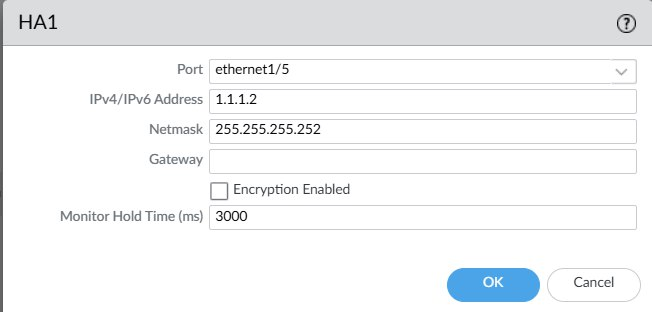 HA1
Port ethernet1/5
IPv4/IPv6 Address 1.1.1.2
Netmask 255.255.255.252
Gateway
Encryption Enabled
Monitor Hold Time (ms) 3000
OK Cancel